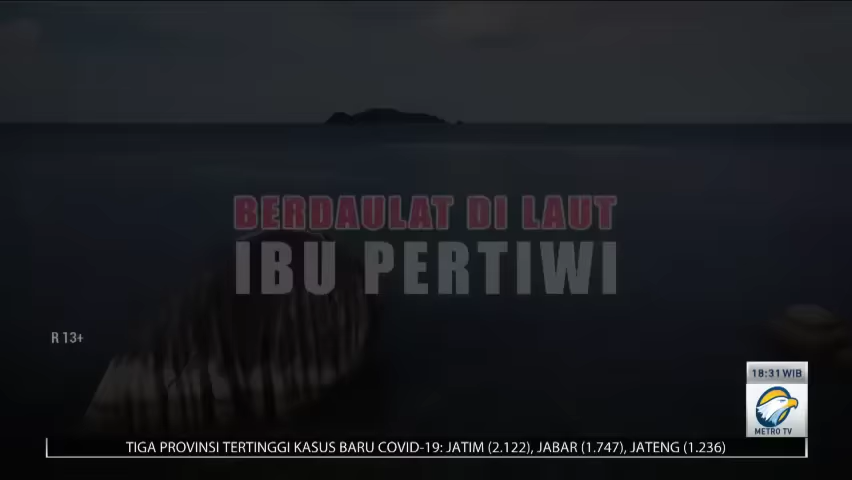 BERDAULAT DI LAUT
IBU PERTIWI
R 13+
18:31 WIB
METRO TV
TIGA PROVINSI TERTINGGI KASUS BARU COVID-19: JATIM (2.122), JABAR (1.747), JATENG (1.236)